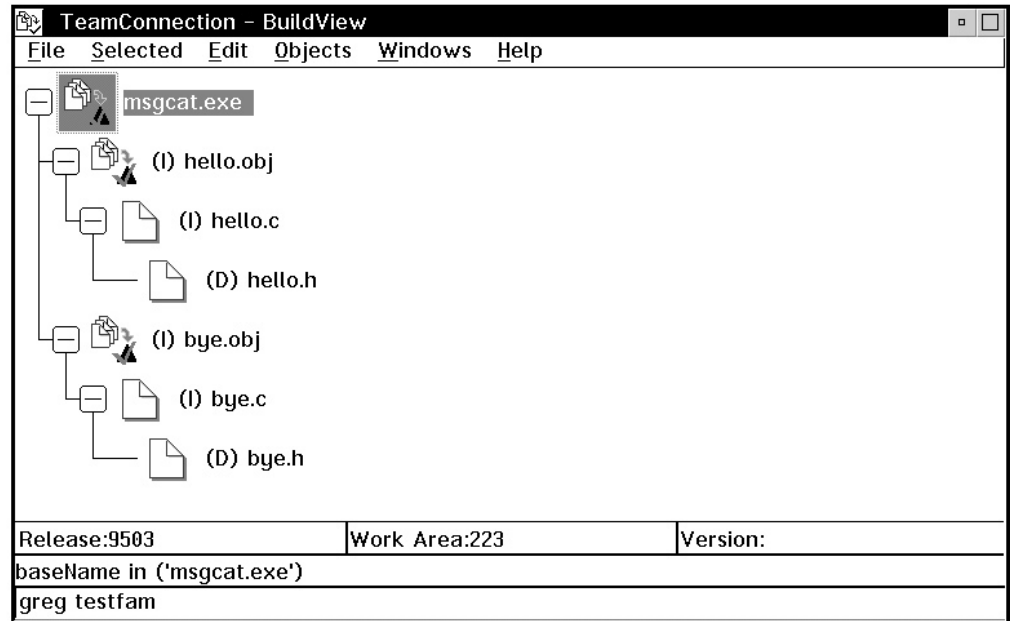 TeamConnection - BuildView
File Selected Edit Objects Windows Help
msgcat.exe
(I) hello.obj
(I) hello.c
(D) hello.h
(I) bye.obj
(I) bye.c
(D) bye.h
Release:9503 Work Area:223 Version:
baseName in ('msgcat.exe')
greg testfam